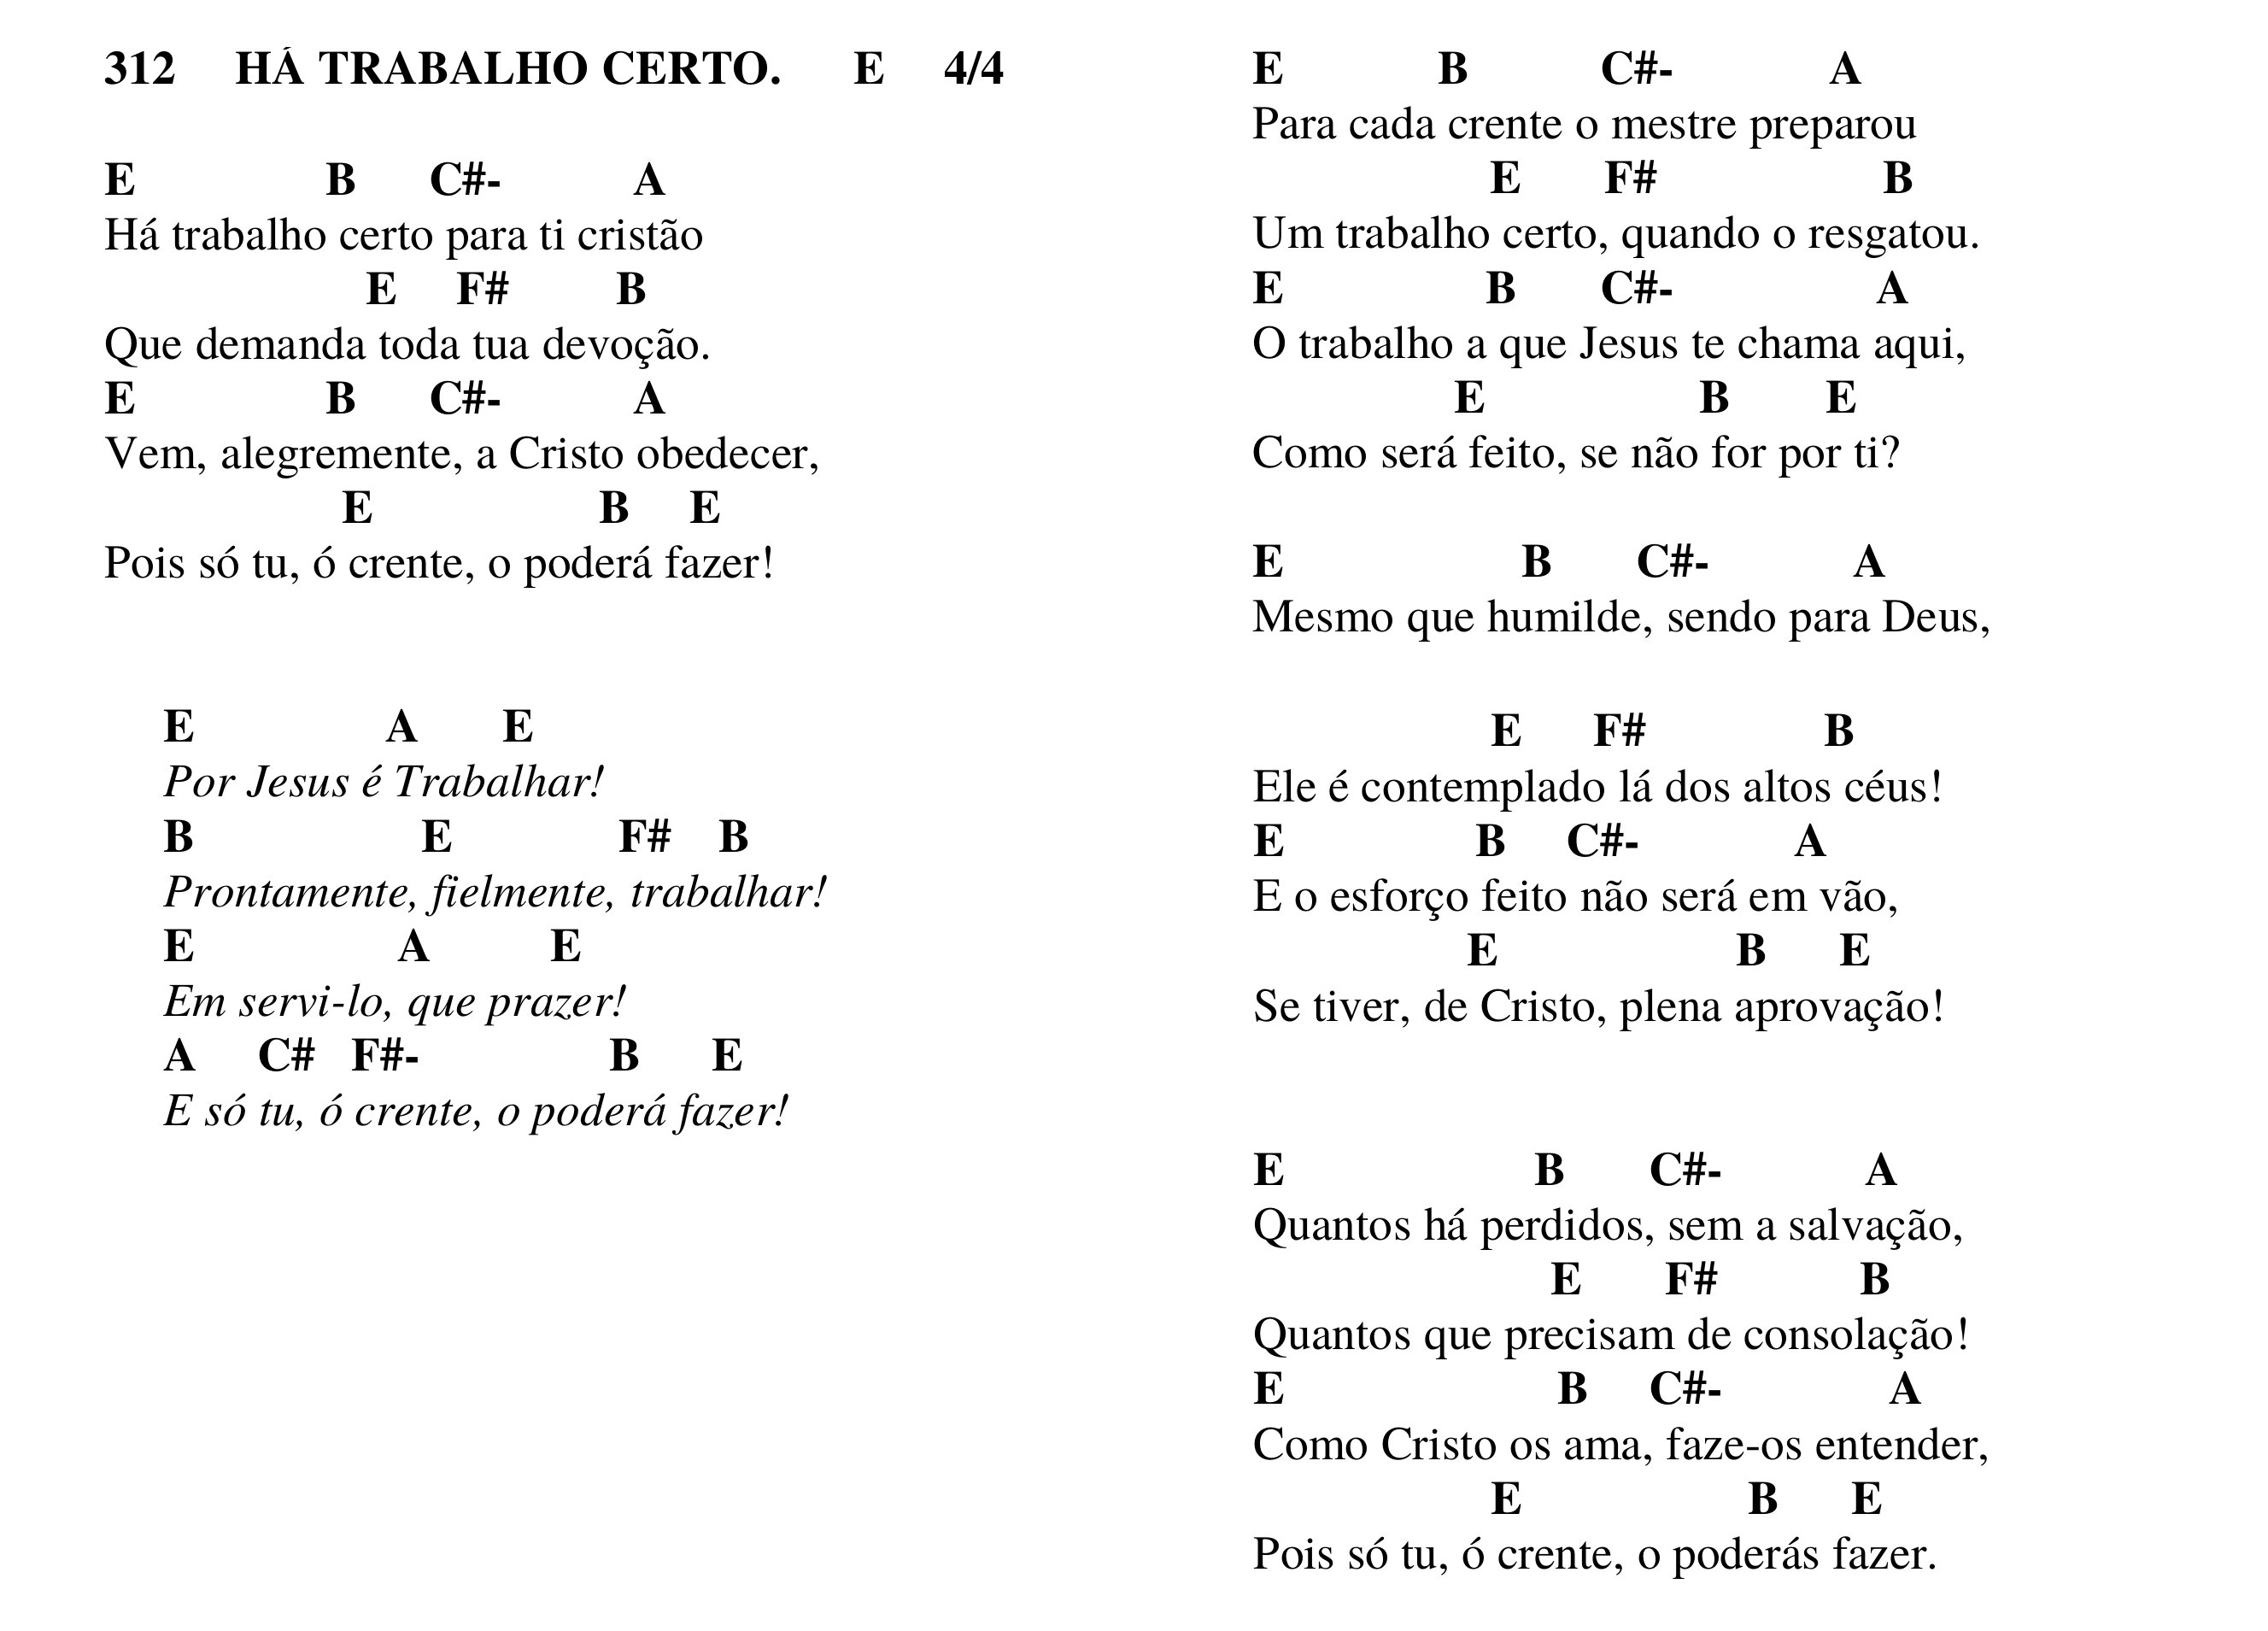 312 HÁ TRABALHO CERTO. E 4/4
E B C#- A
Há trabalho certo para ti cristão
E F# B
Que demanda toda tua devoção.
E B C#- A
Vem, alegremente, a Cristo obedecer,
E B E
Pois só tu, ó crente, o poderá fazer!
E A E
Por Jesus é Trabalhar!
B E F# B
Prontamente, fielmente, trabalhar!
E A E
Em servi-lo, que prazer!
A C# F#- B E
E só tu, ó crente, o poderá fazer!
E B C#- A
Para cada crente o mestre preparou
E F# B
Um trabalho certo, quando o resgatou.
E B C#- A
O trabalho a que Jesus te chama aqui,
E B E
Como será feito, se não for por ti?
E B C#- A
Mesmo que humilde, sendo para Deus,
E F# B
Ele é contemplado lá dos altos céus!
E B C#- A
E o esforço feito não será em vão,
E B E
Se tiver, de Cristo, plena aprovação!
E B C#- A
Quantos há perdidos, sem a salvação,
E F# B
Quantos que precisam de consolação!
E B C#- A
Como Cristo os ama, faze-os entender,
E B E
Pois só tu, ó crente, o poderás fazer.